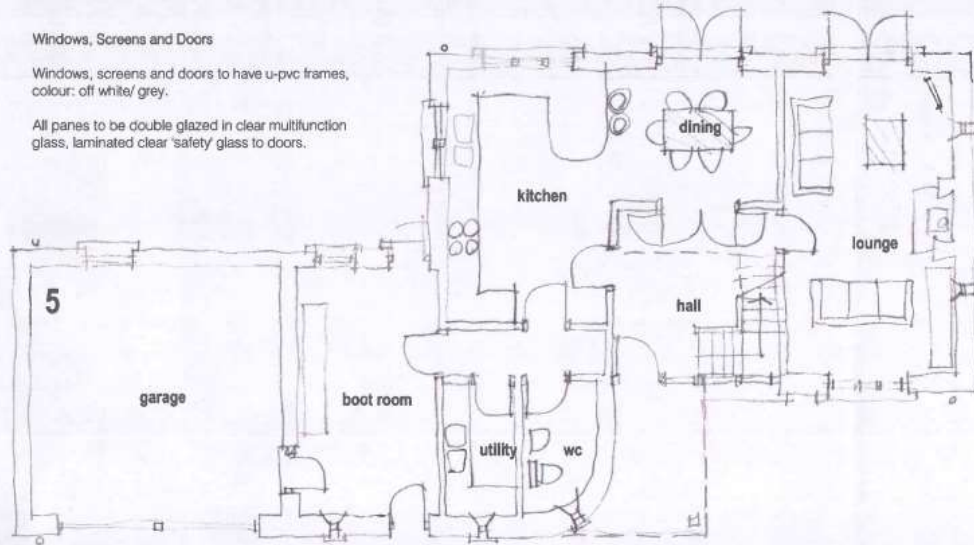 Windows, Screens and Doors
Windows, screens and doors to have u-pvc frames,
colour: off white/ grey.
All panes to be double glazed in clear multifunction
glass, laminated clear 'safety' glass to doors.
dining
kitchen
lounge
5
hall
garage
boot room
utility
wc